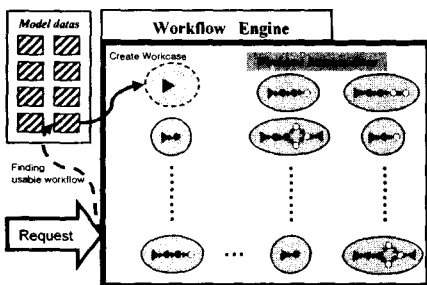 Model datas
Workflow Engine
Create Workcase
Finding
usable workflow
Request
...